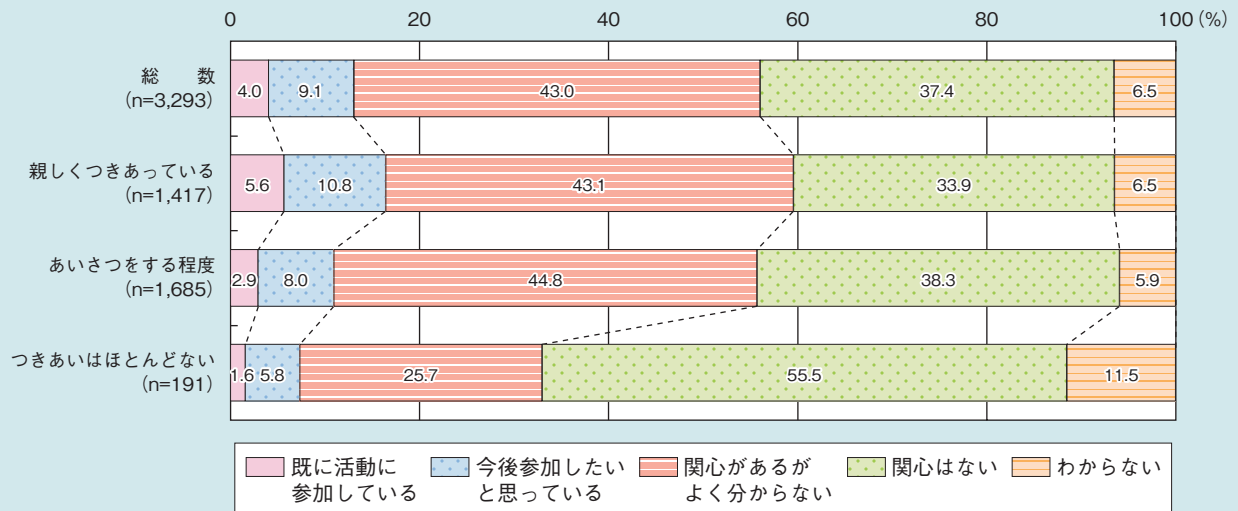 0 20 40 60 80 100 (%)
総　　数
(n=3,293)
4.0 9.1 43.0 37.4 6.5
親しくつきあっている
(n=1,417)
5.6 10.8 43.1 33.9 6.5
あいさつをする程度
(n=1,685)
2.9 8.0 44.8 38.3 5.9
つきあいはほとんどない
(n=191)
1.6 5.8 25.7 55.5 11.5
既に活動に
参加している
今後参加したい
と思っている
関心があるが
よく分からない
関心はない
わからない